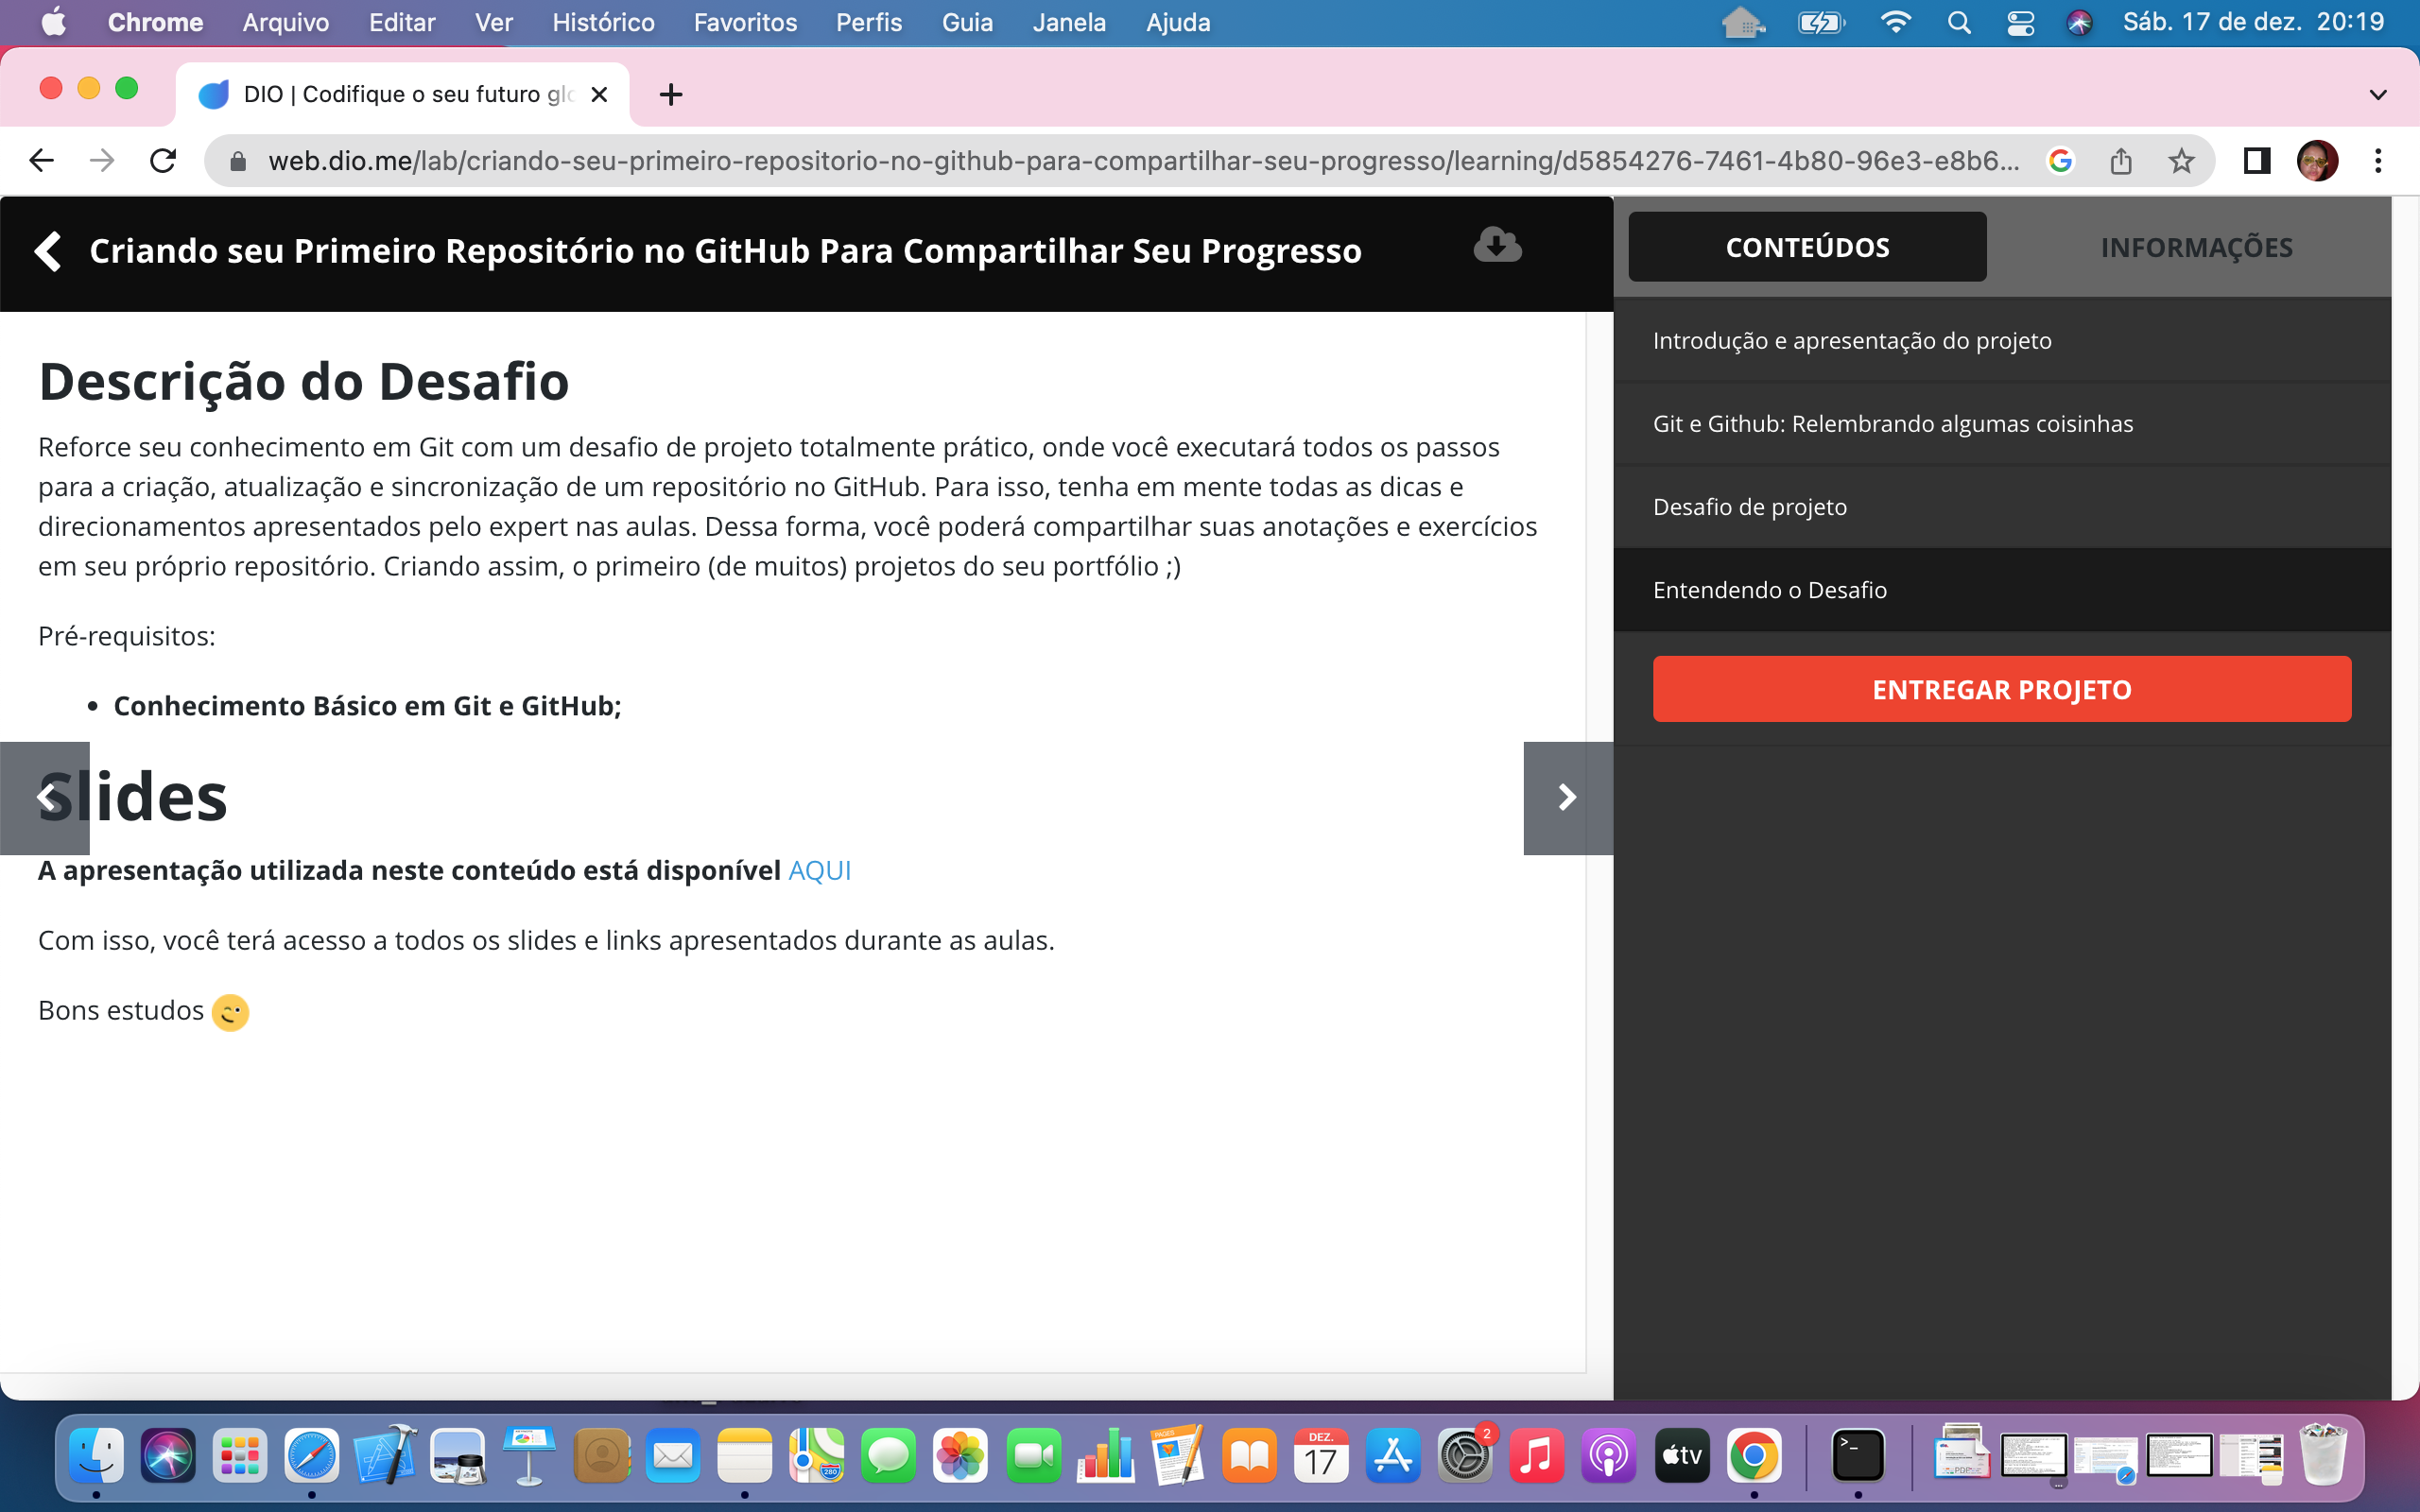 Chrome Arquivo Editar Ver Histórico Favoritos Perfis Guia Janela Ajuda Sáb. 17 de dez. 20:19
DIO | Codifique o seu futuro glo
web.dio.me/lab/criando-seu-primeiro-repositorio-no-github-para-compartilhar-seu-progresso/learning/d5854276-7461-4b80-96e3-e8b6...
Criando seu Primeiro Repositório no GitHub Para Compartilhar Seu Progresso
CONTEÚDOS INFORMAÇÕES
Descrição do Desafio
Reforce seu conhecimento em Git com um desafio de projeto totalmente prático, onde você executará todos os passos
para a criação, atualização e sincronização de um repositório no GitHub. Para isso, tenha em mente todas as dicas e
direcionamentos apresentados pelo expert nas aulas. Dessa forma, você poderá compartilhar suas anotações e exercícios
em seu próprio repositório. Criando assim, o primeiro (de muitos) projetos do seu portfólio ;)
Pré-requisitos:
• Conhecimento Básico em Git e GitHub;
Slides
A apresentação utilizada neste conteúdo está disponível AQUI
Com isso, você terá acesso a todos os slides e links apresentados durante as aulas.
Bons estudos 😉
Introdução e apresentação do projeto
Git e Github: Relembrando algumas coisinhas
Desafio de projeto
Entendendo o Desafio
ENTREGAR PROJETO
280
PAGES
DEZ.
17
2
tv
>_
PDF